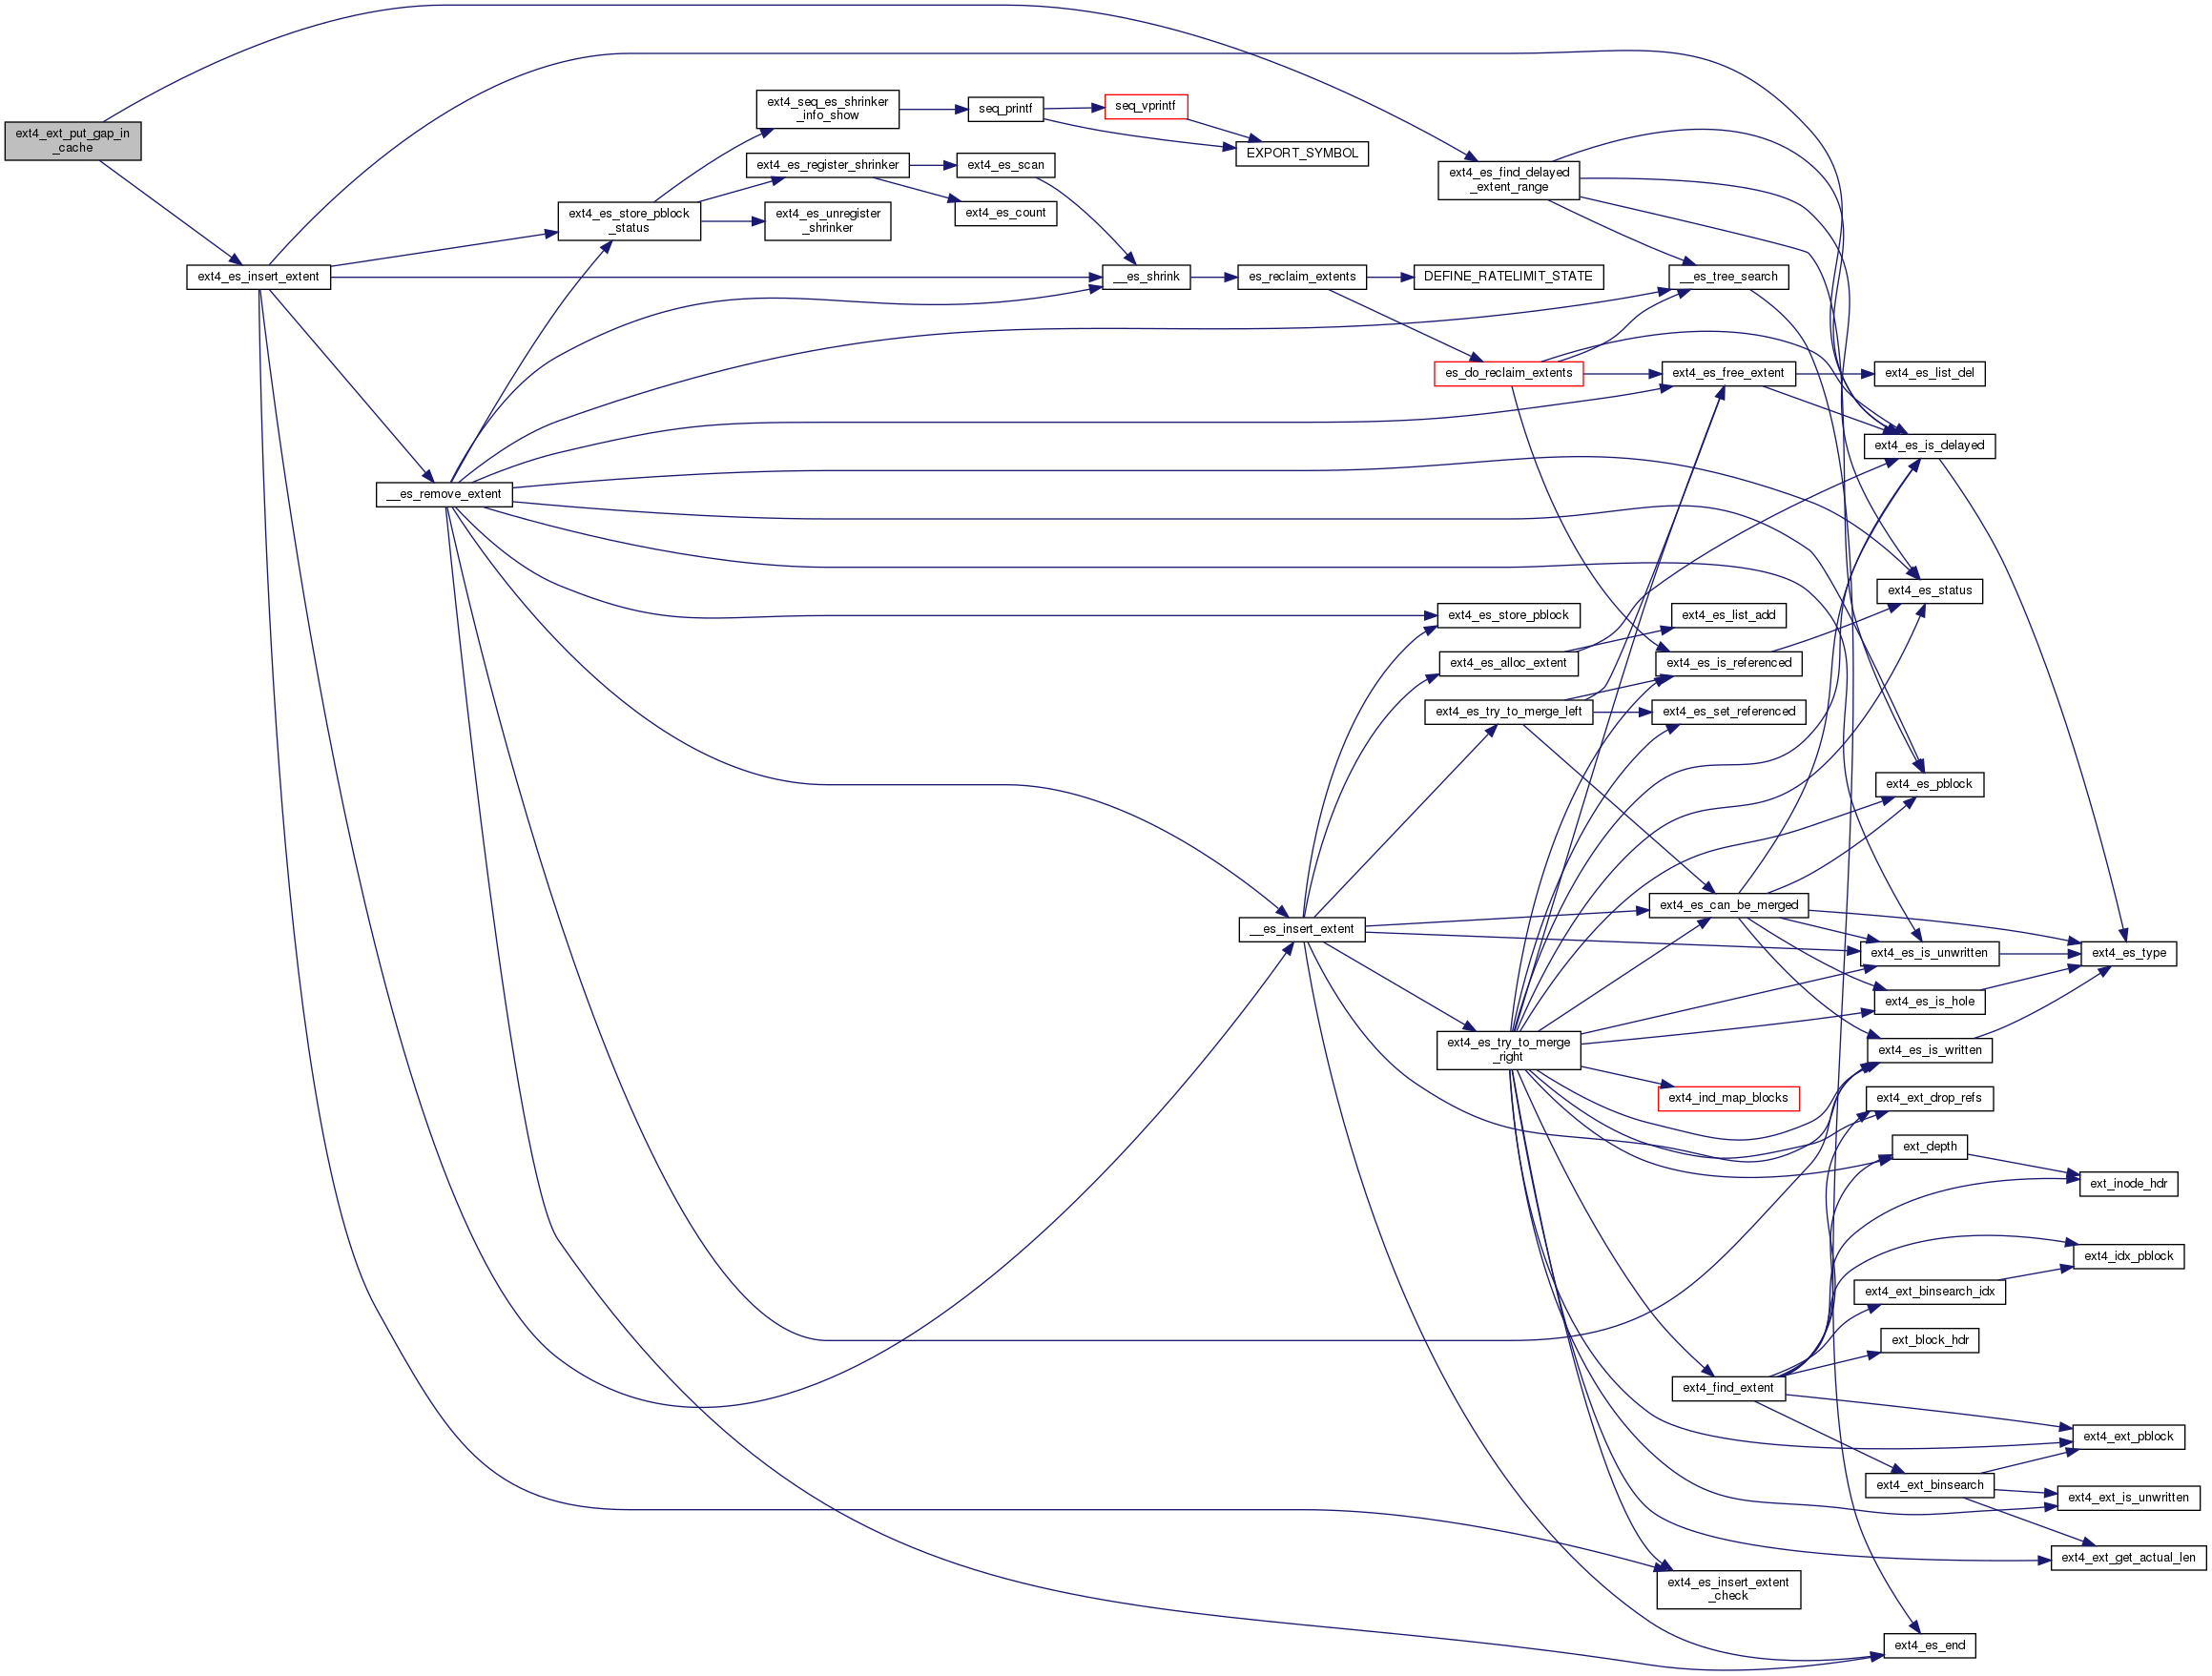 ext4_ext_put_gap_in
_cache
ext4_es_insert_extent
__es_remove_extent
ext4_es_store_pblock
_status
ext4_seq_es_shrinker
_info_show
ext4_es_register_shrinker
ext4_es_unregister
_shrinker
seq_printf
ext4_es_scan
ext4_es_count
seq_vprintf
__es_shrink
EXPORT_SYMBOL
es_reclaim_extents
__es_insert_extent
ext4_es_find_delayed
_extent_range
DEFINE_RATELIMIT_STATE
es_do_reclaim_extents
ext4_es_store_pblock
ext4_es_alloc_extent
ext4_es_try_to_merge_left
ext4_es_try_to_merge
_right
__es_tree_search
ext4_es_free_extent
ext4_es_list_add
ext4_es_is_referenced
ext4_es_set_referenced
ext4_es_can_be_merged
ext4_ind_map_blocks
ext4_find_extent
ext4_es_insert_extent
_check
ext4_es_list_del
ext4_es_is_delayed
ext4_es_status
ext4_es_pblock
ext4_es_is_unwritten
ext4_es_is_hole
ext4_es_is_written
ext4_ext_drop_refs
ext_depth
ext4_ext_binsearch_idx
ext_block_hdr
ext4_ext_binsearch
ext4_es_end
ext4_es_type
ext_inode_hdr
ext4_idx_pblock
ext4_ext_pblock
ext4_ext_is_unwritten
ext4_ext_get_actual_len